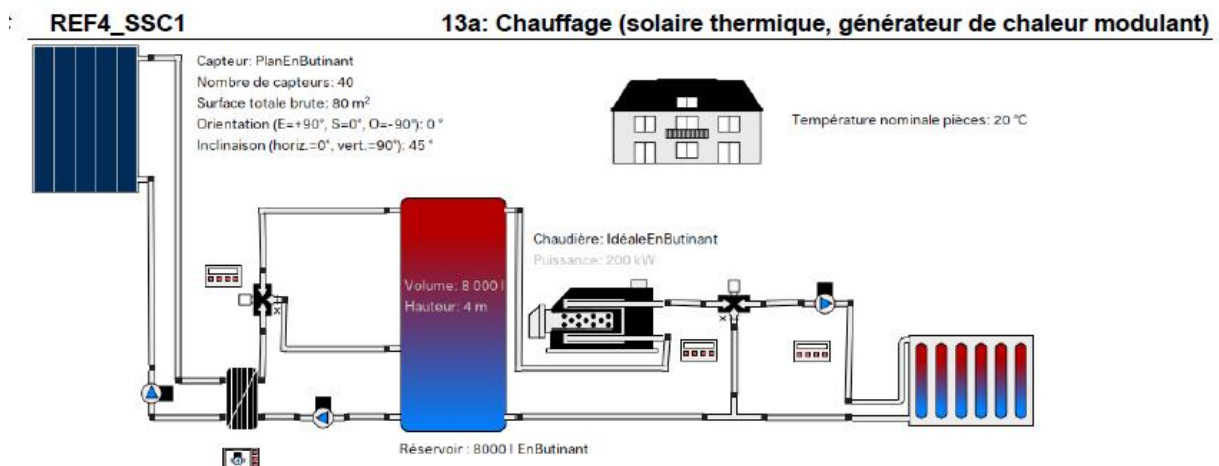 REF4_SSC1
13a: Chauffage (solaire thermique, générateur de chaleur modulant)
Capteur: PlanEnButinant
Nombre de capteurs: 40
Surface totale brute: 80 m²
Orientation (E=+90°, S=0°, O=-90°): 0 °
Inclinaison (horiz.=0°, vert.=90°): 45 °
Température nominale pièces: 20 °C
Chaudière: IdéaleEnButinant
Puissance: 200 kW
Volume: 8 000 l
Hauteur: 4 m
x
x
Réservoir : 8000 l EnButinant